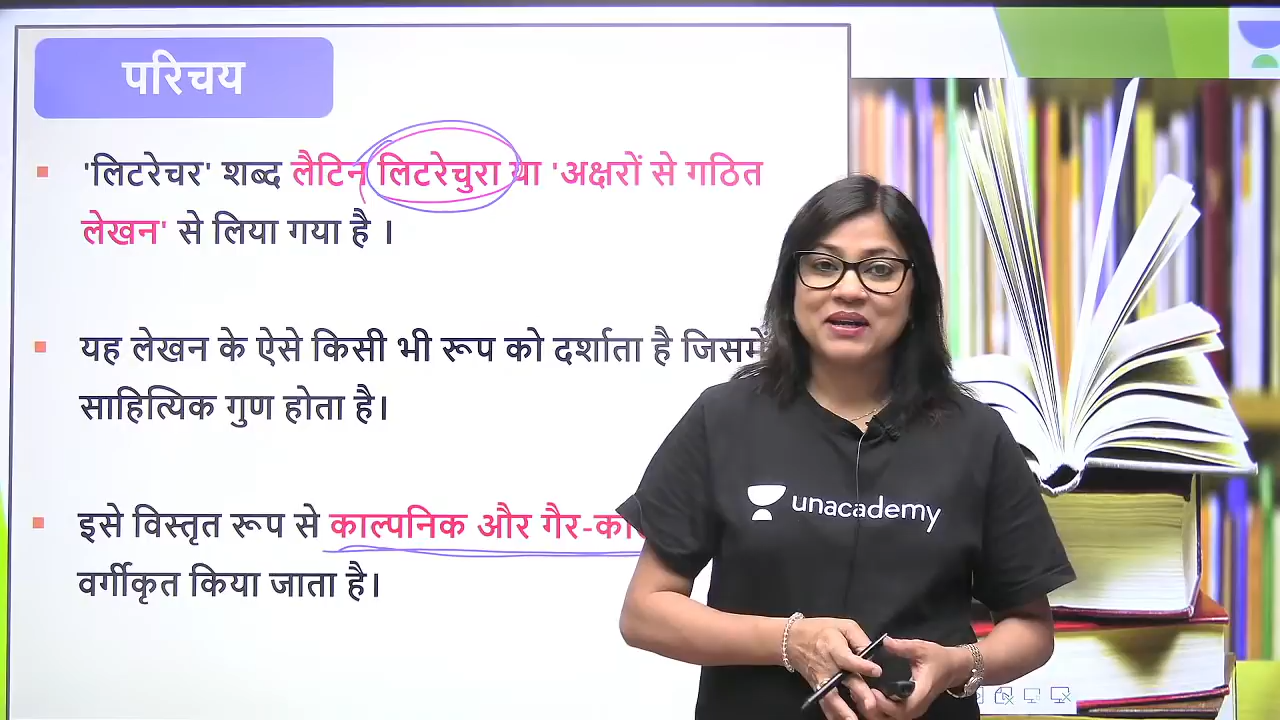 परिचय
'लिटरेचर' शब्द लैटिन लिटरेचुरा या 'अक्षरों से गठित
लेखन' से लिया गया है ।
यह लेखन के ऐसे किसी भी रूप को दर्शाता है जिसमें
साहित्यिक गुण होता है।
इसे विस्तृत रूप से काल्पनिक और
वर्गीकृत किया जाता है।
unacademy